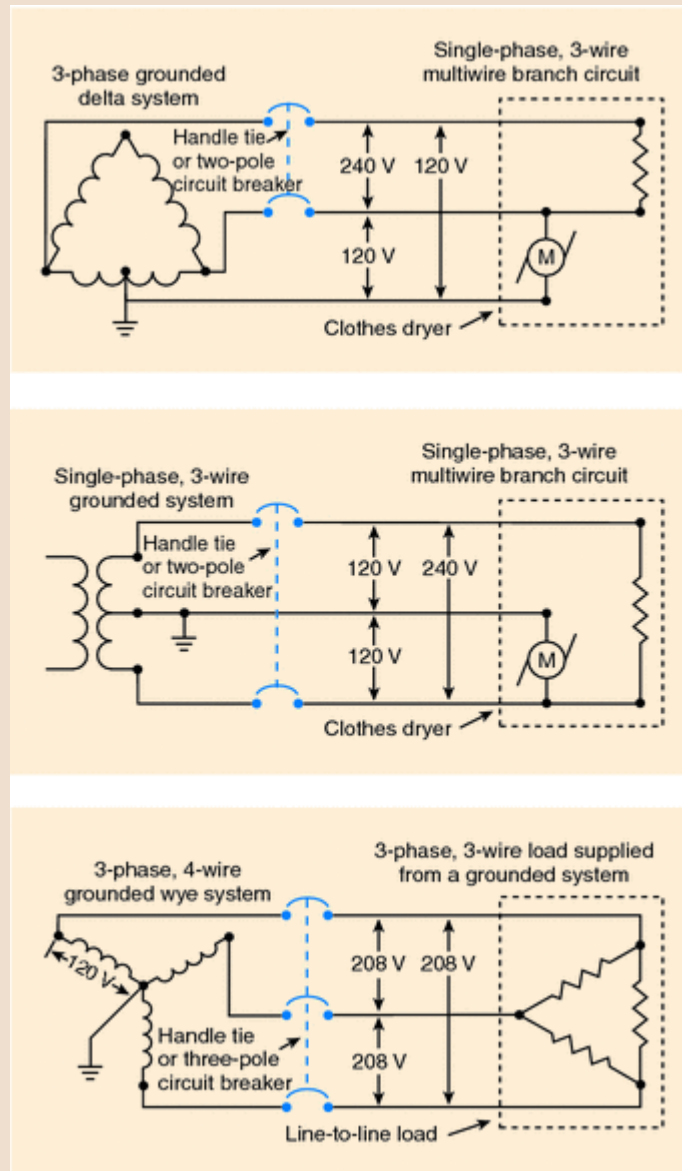 3-phase grounded
delta system
Single-phase, 3-wire
multiwire branch circuit
Handle tie
or two-pole
circuit breaker
240 V
120 V
120 V
M
Clothes dryer
Single-phase, 3-wire
grounded system
Single-phase, 3-wire
multiwire branch circuit
Handle tie
or two-pole
circuit breaker
120 V
240 V
120 V
M
Clothes dryer
3-phase, 4-wire
grounded wye system
3-phase, 3-wire load supplied
from a grounded system
120 V
208 V
208 V
Handle tie
or three-pole
circuit breaker
208 V
Line-to-line load